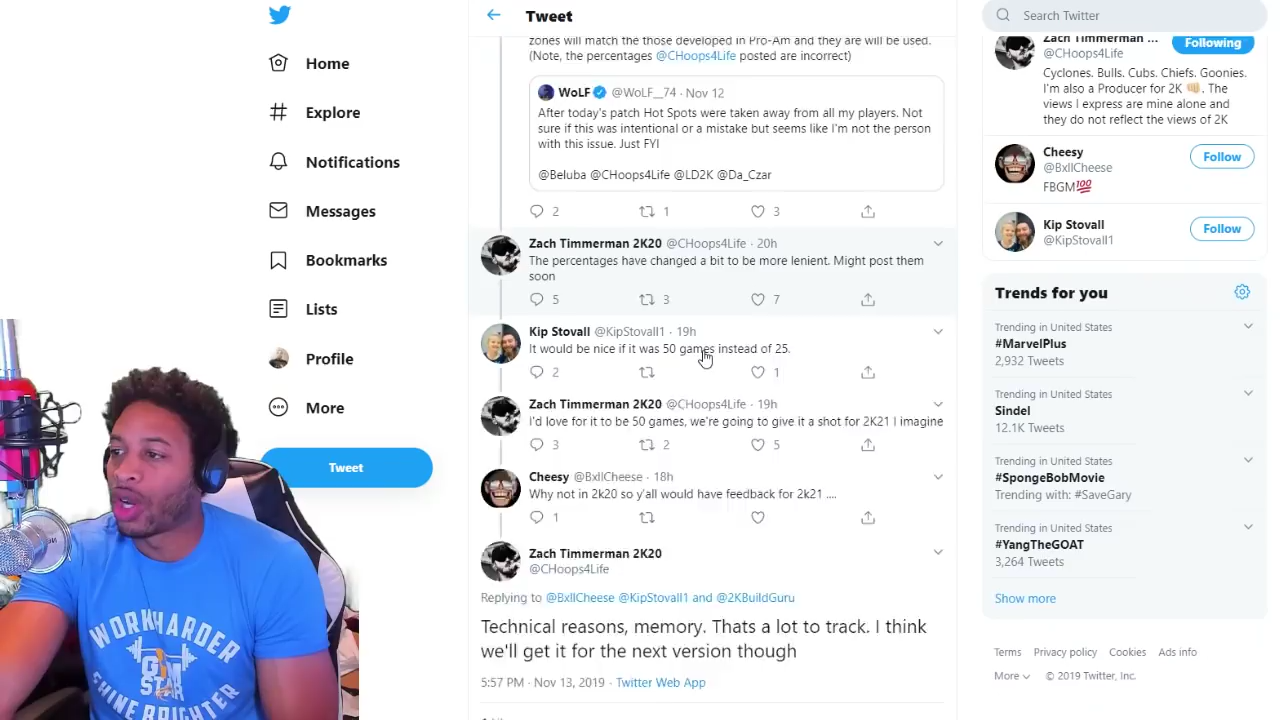 Home
Explore
Notifications
Messages
Bookmarks
Lists
Profile
More
Tweet
Tweet
zones will match the those developed in Pro-Am and they are will be used.
(Note, the percentages @CHoops4Life posted are incorrect)
WoLF @WoLF__74 · Nov 12
After today's patch Hot Spots were taken away from all my players. Not
sure if this was intentional or a mistake but seems like I'm not the person
with this issue. Just FYI
@Beluba @CHoops4Life @LD2K @Da_Czar
2 1 3
Zach Timmerman 2K20 @CHoops4Life · 20h
The percentages have changed a bit to be more lenient. Might post them
soon
5 3 7
Kip Stovall @KipStovall1 · 19h
It would be nice if it was 50 games instead of 25.
2 1
Zach Timmerman 2K20 @CHoops4Life · 19h
I'd love for it to be 50 games, we're going to give it a shot for 2K21 I imagine
3 2 5
Cheesy @BxllCheese · 18h
Why not in 2k20 so y'all would have feedback for 2k21 ....
1
Zach Timmerman 2K20
@CHoops4Life
Replying to @BxllCheese @KipStovall1 and @2KBuildGuru
Technical reasons, memory. Thats a lot to track. I think
we'll get it for the next version though
5:57 PM · Nov 13, 2019 · Twitter Web App
Search Twitter
Zach Timmerman ...
Following
@CHoops4Life
Cyclones. Bulls. Cubs. Chiefs. Goonies.
I'm also a Producer for 2K 👊🏼. The
views I express are mine alone and
they do not reflect the views of 2K
Cheesy
@BxllCheese
Follow
FBGM💯
Kip Stovall
@KipStovall1
Follow
Trends for you
Trending in United States
#MarvelPlus
2,932 Tweets
Trending in United States
Sindel
12.1K Tweets
Trending in United States
#SpongeBobMovie
Trending with: #SaveGary
Trending in United States
#YangTheGOAT
3,264 Tweets
Show more
Terms Privacy policy Cookies Ads info
More © 2019 Twitter, Inc.
WORK HARDER
GYM
STAR
SHINE BRIGHTER